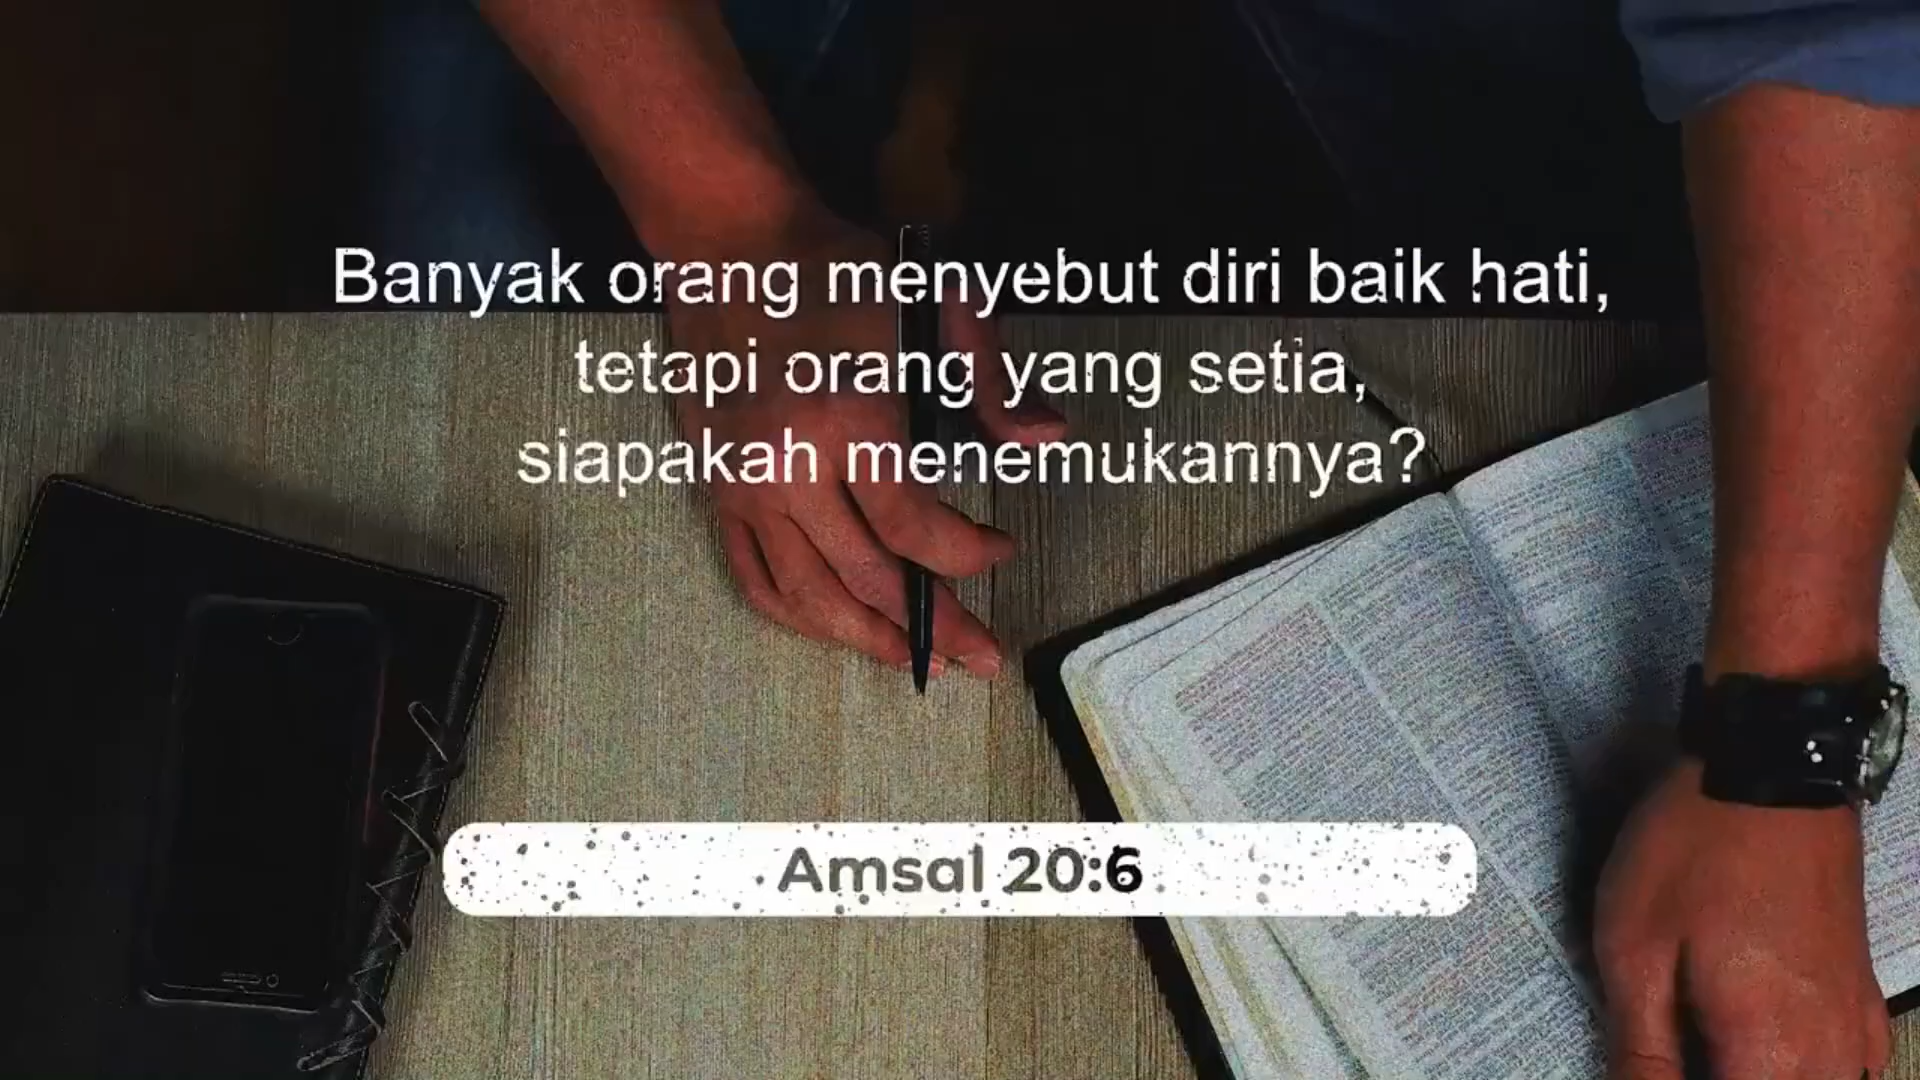 Banyak orang menyebut diri baik hati,
tetapi orang yang setia,
siapakah menemukannya?
Amsal 20:6